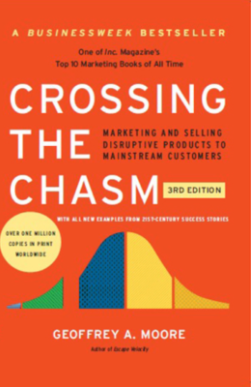 A BUSINESSWEEK BESTSELLER
One of Inc. Magazine's
Top 10 Marketing Books of All Time
CROSSING
THE
MARKETING AND SELLING
DISRUPTIVE PRODUCTS TO
MAINSTREAM CUSTOMERS
CHASM
3RD EDITION
WITH ALL NEW EXAMPLES FROM 21ST-CENTURY SUCCESS STORIES
OVER ONE MILLION
COPIES IN PRINT
WORLDWIDE
GEOFFREY A. MOORE
Author of Escape Velocity